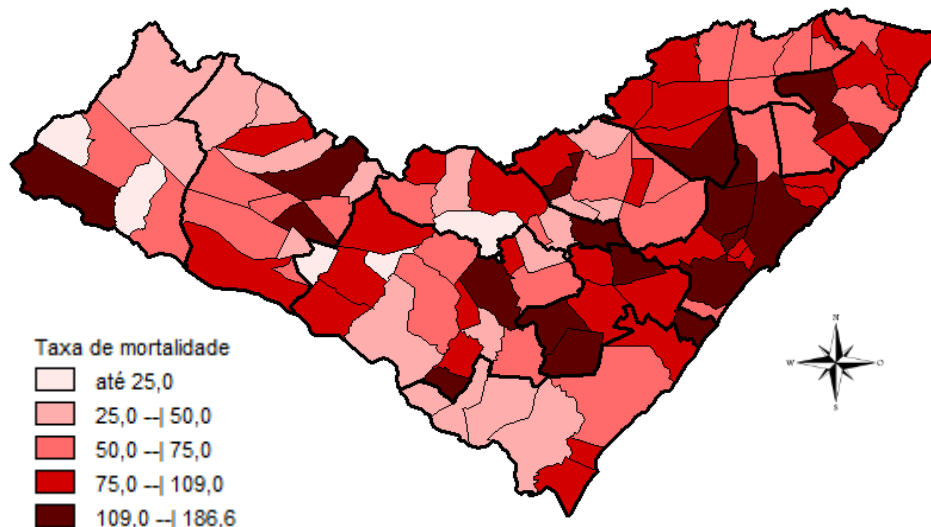 Taxa de mortalidade
até 25,0
25,0 --| 50,0
50,0 --| 75,0
75,0 --| 109,0
109,0 --| 186,6
N
W
O
S